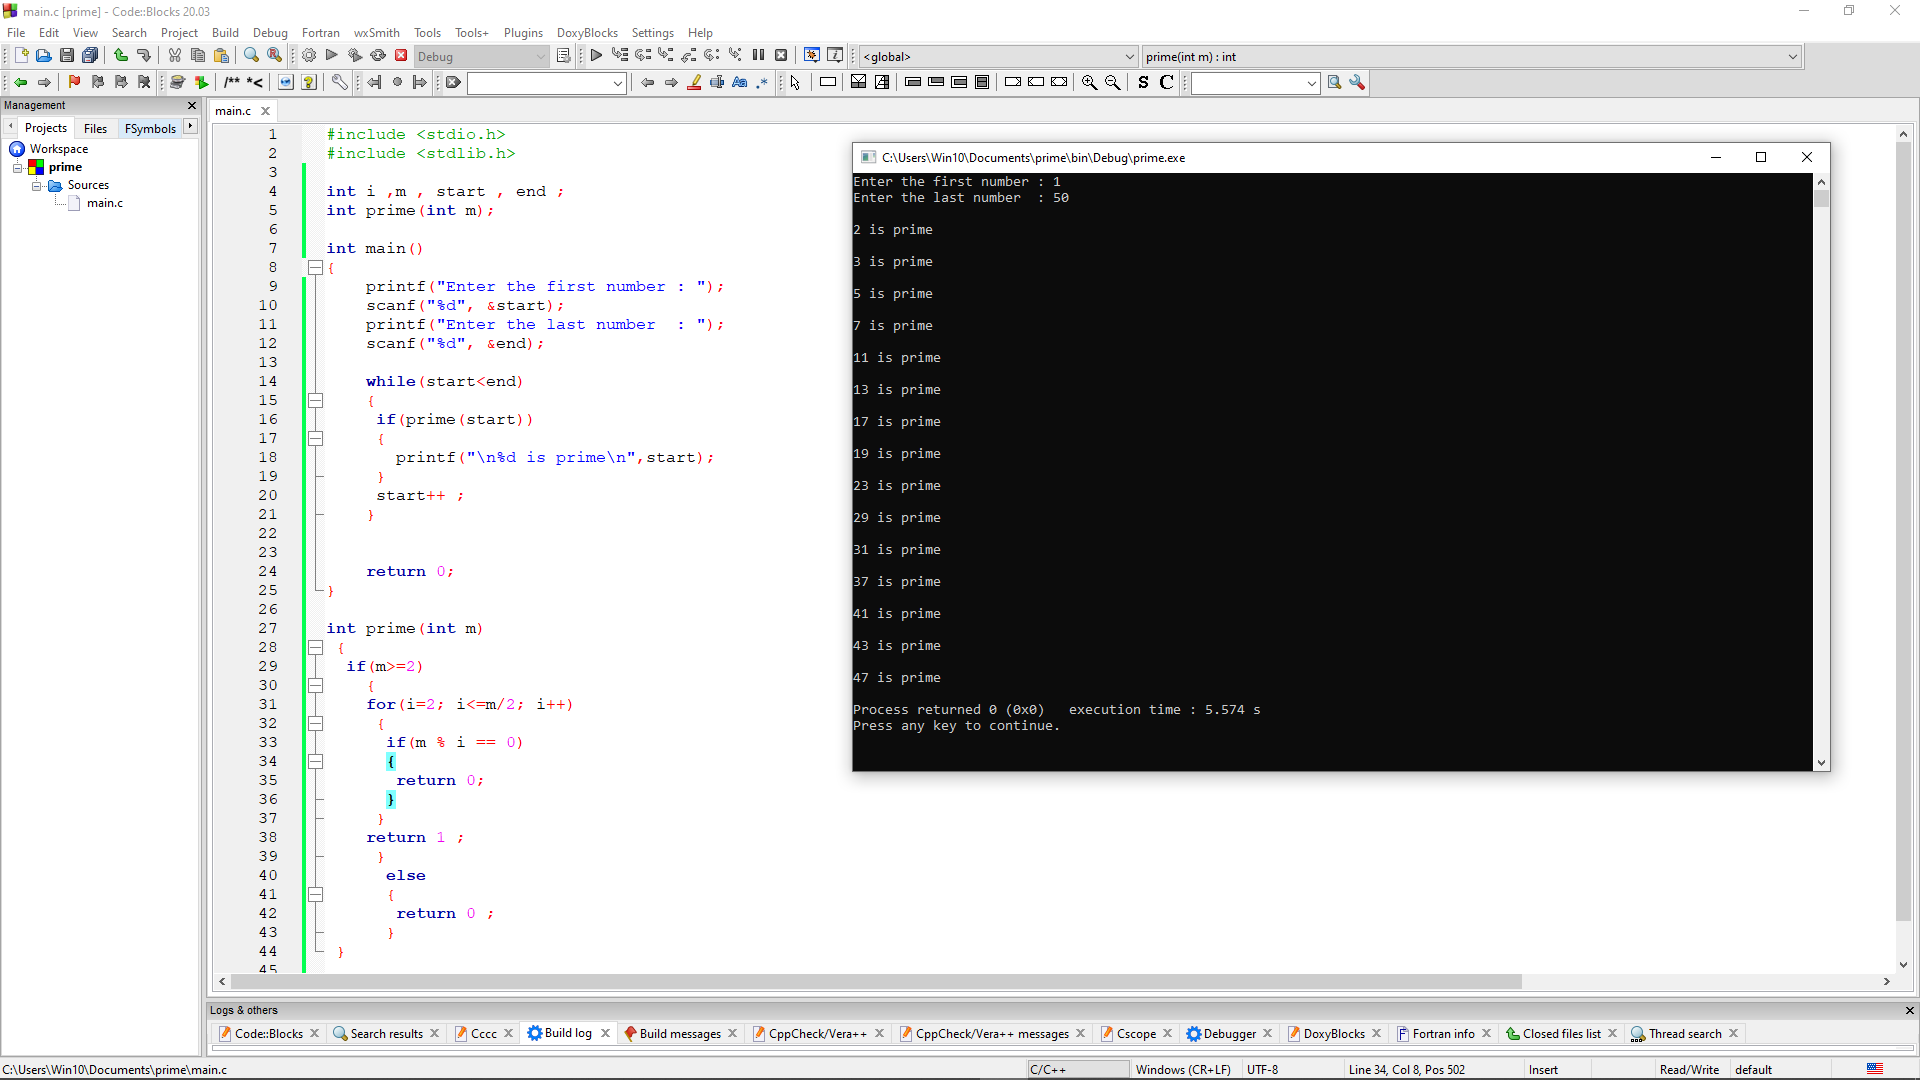 main.c [prime] - Code::Blocks 20.03
File Edit View Search Project Build Debug Fortran wxSmith Tools Tools+ Plugins DoxyBlocks Settings Help
Debug
<global>
prime(int m) : int
/** *<
Aa .*
S C
Management
Projects Files FSymbols
Workspace
prime
Sources
main.c
main.c
1 #include <stdio.h>
2 #include <stdlib.h>
3
4 int i ,m , start , end ;
5 int prime(int m);
6
7 int main()
8 {
9 printf("Enter the first number : ");
10 scanf("%d", &start);
11 printf("Enter the last number  : ");
12 scanf("%d", &end);
13
14 while(start<end)
15 {
16 if(prime(start))
17 {
18 printf("\n%d is prime\n",start);
19 }
20 start++ ;
21 }
22
23
24 return 0;
25 }
26
27 int prime(int m)
28 {
29 if(m>=2)
30 {
31 for(i=2; i<=m/2; i++)
32 {
33 if(m % i == 0)
34 {
35 return 0;
36 }
37 }
38 return 1 ;
39 }
40 else
41 {
42 return 0 ;
43 }
44 }
45
C:\Users\Win10\Documents\prime\bin\Debug\prime.exe
Enter the first number : 1
Enter the last number  : 50
2 is prime
3 is prime
5 is prime
7 is prime
11 is prime
13 is prime
17 is prime
19 is prime
23 is prime
29 is prime
31 is prime
37 is prime
41 is prime
43 is prime
47 is prime
Process returned 0 (0x0)   execution time : 5.574 s
Press any key to continue.
Logs & others
Code::Blocks Search results Cccc Build log Build messages CppCheck/Vera++ CppCheck/Vera++ messages Cscope Debugger DoxyBlocks Fortran info Closed files list Thread search
C:\Users\Win10\Documents\prime\main.c C/C++ Windows (CR+LF) UTF-8 Line 34, Col 8, Pos 502 Insert Read/Write default